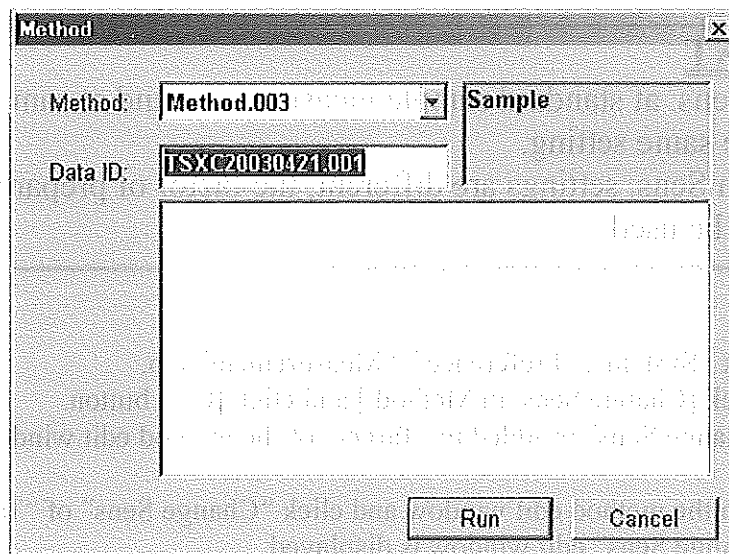 Method
Method:
Method.003
Sample
Data ID:
TSXC20030421.001
Run
Cancel